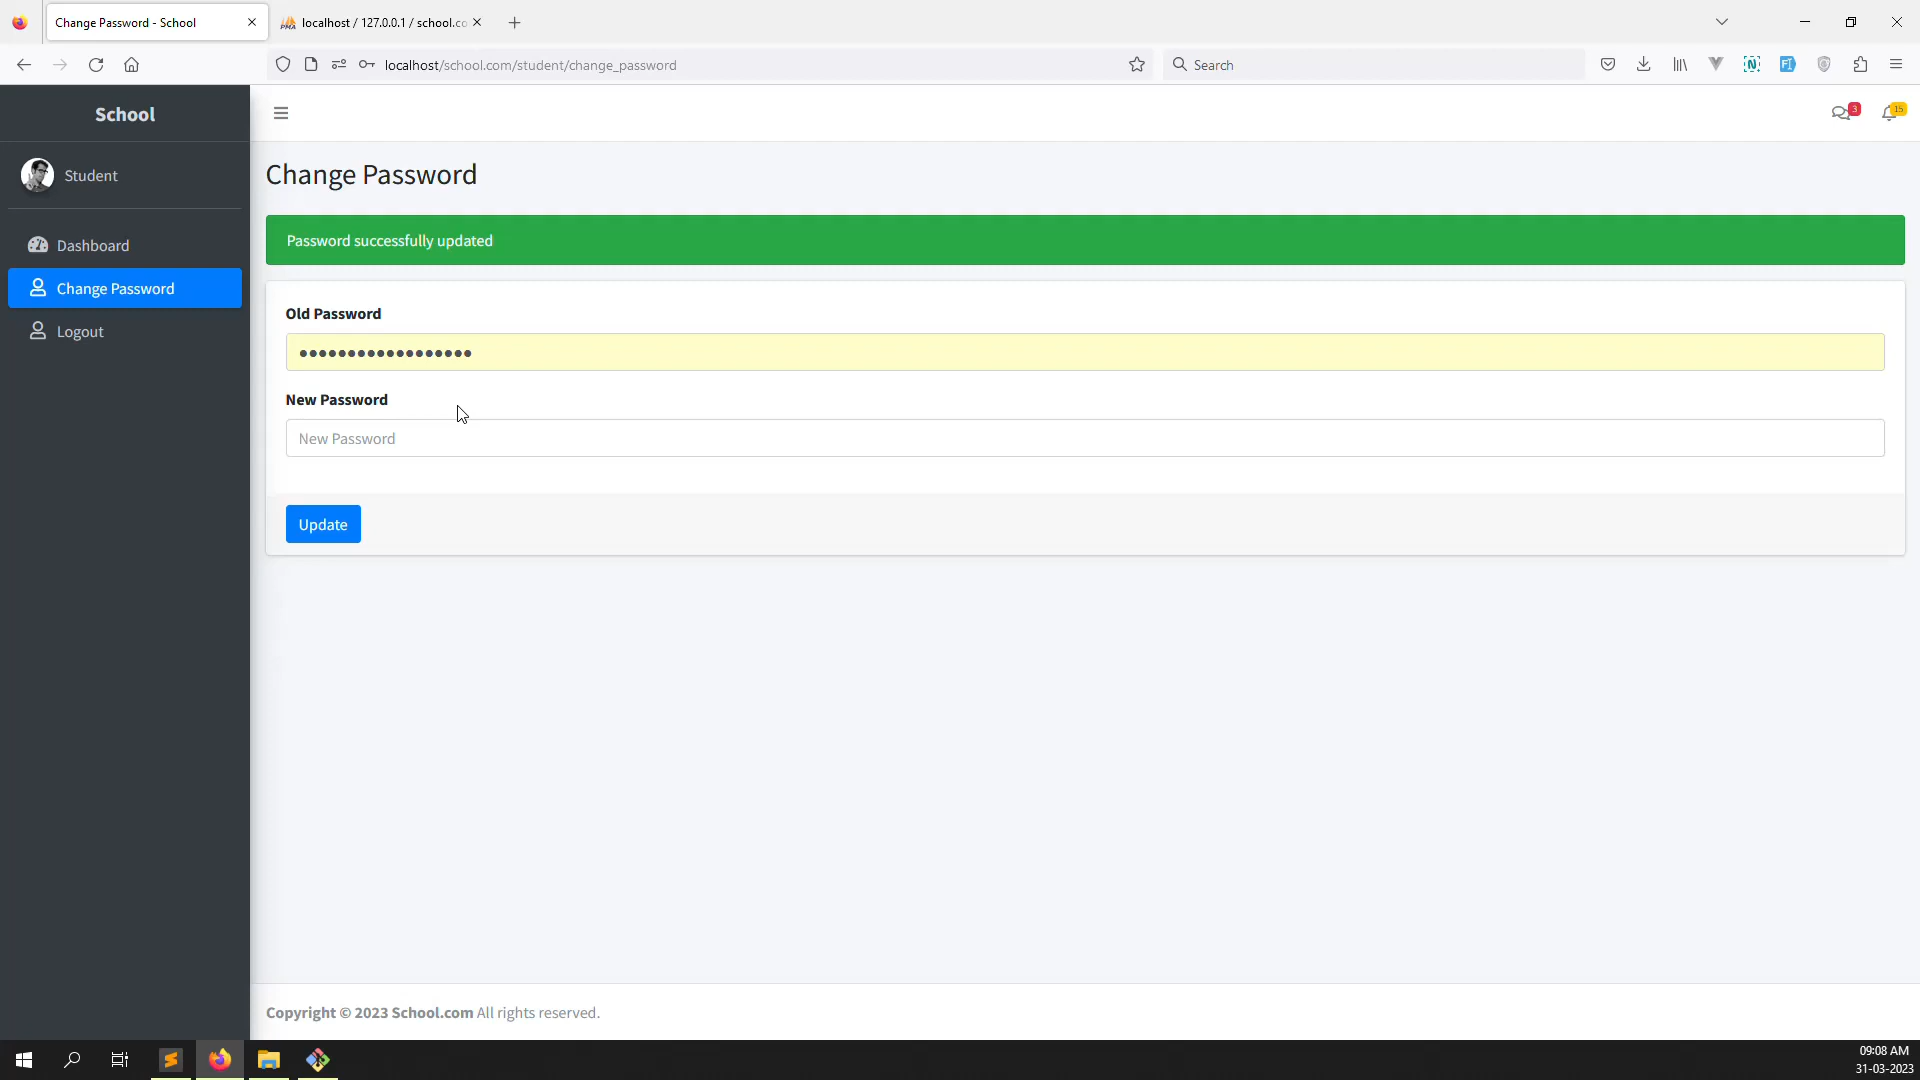 Change Password - School
localhost / 127.0.0.1 / school.co
localhost/school.com/student/change_password
Search
School
3
15
Student
Change Password
Dashboard
Password successfully updated
Change Password
Logout
Old Password
••••••••••••••••••
New Password
New Password
Update
Copyright © 2023 School.com All rights reserved.
09:08 AM
31-03-2023